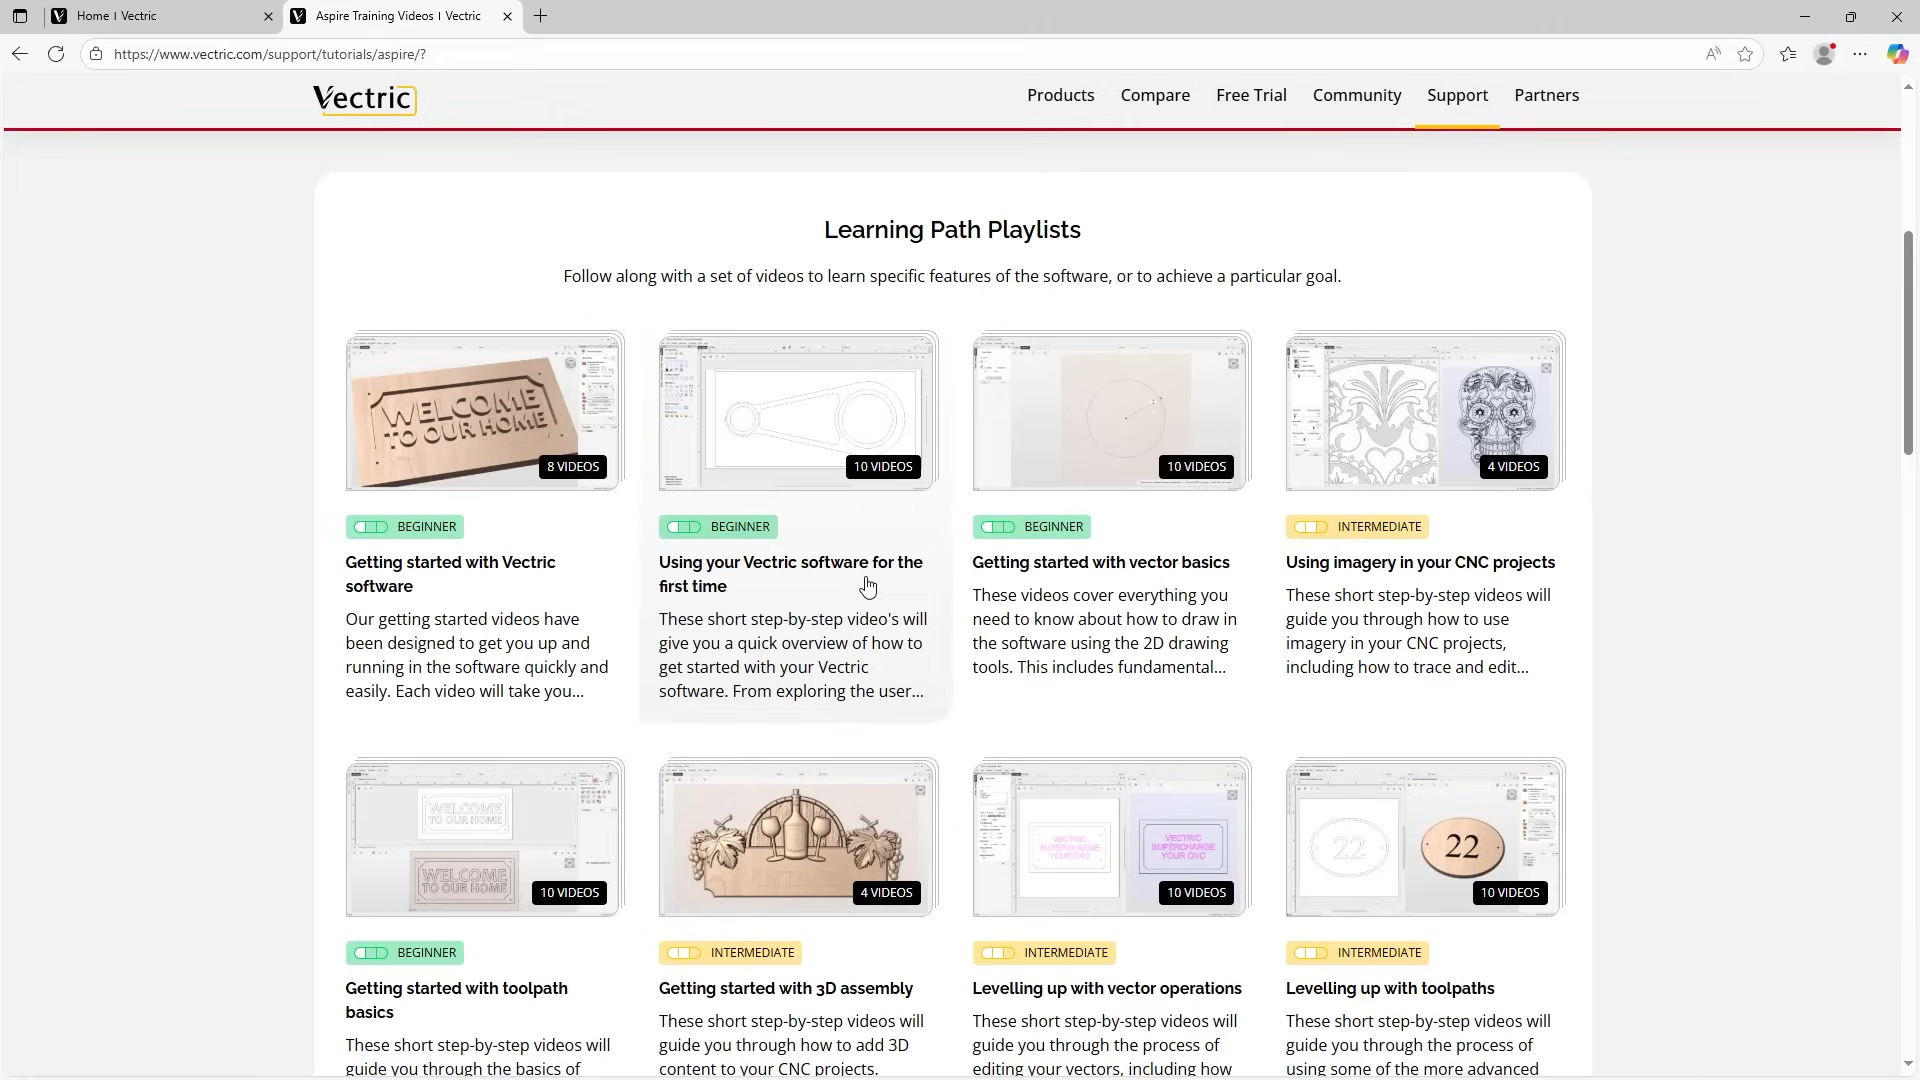 Home | Vectric
Aspire Training Videos | Vectric
https://www.vectric.com/support/tutorials/aspire/?
Vectric
Products
Compare
Free Trial
Community
Support
Partners
Learning Path Playlists
Follow along with a set of videos to learn specific features of the software, or to achieve a particular goal.
WELCOME
TO OUR HOME
8 VIDEOS
BEGINNER
Getting started with Vectric
software
Our getting started videos have
been designed to get you up and
running in the software quickly and
easily. Each video will take you...
10 VIDEOS
BEGINNER
Using your Vectric software for the
first time
These short step-by-step video's will
give you a quick overview of how to
get started with your Vectric
software. From exploring the user...
10 VIDEOS
BEGINNER
Getting started with vector basics
These videos cover everything you
need to know about how to draw in
the software using the 2D drawing
tools. This includes fundamental...
4 VIDEOS
INTERMEDIATE
Using imagery in your CNC projects
These short step-by-step videos will
guide you through how to use
imagery in your CNC projects,
including how to trace and edit...
WELCOME
TO OUR HOME
WELCOME
TO OUR HOME
10 VIDEOS
BEGINNER
Getting started with toolpath
basics
These short step-by-step videos will
guide you through the basics of
4 VIDEOS
INTERMEDIATE
Getting started with 3D assembly
These short step-by-step videos will
guide you through how to add 3D
content to your CNC projects.
VECTRIC
SUPERCHARGE
YOUR CNC
VECTRIC
SUPERCHARGE
YOUR CNC
10 VIDEOS
INTERMEDIATE
Levelling up with vector operations
These short step-by-step videos will
guide you through the process of
editing your vectors, including how
22
22
10 VIDEOS
INTERMEDIATE
Levelling up with toolpaths
These short step-by-step videos will
guide you through the process of
using some of the more advanced